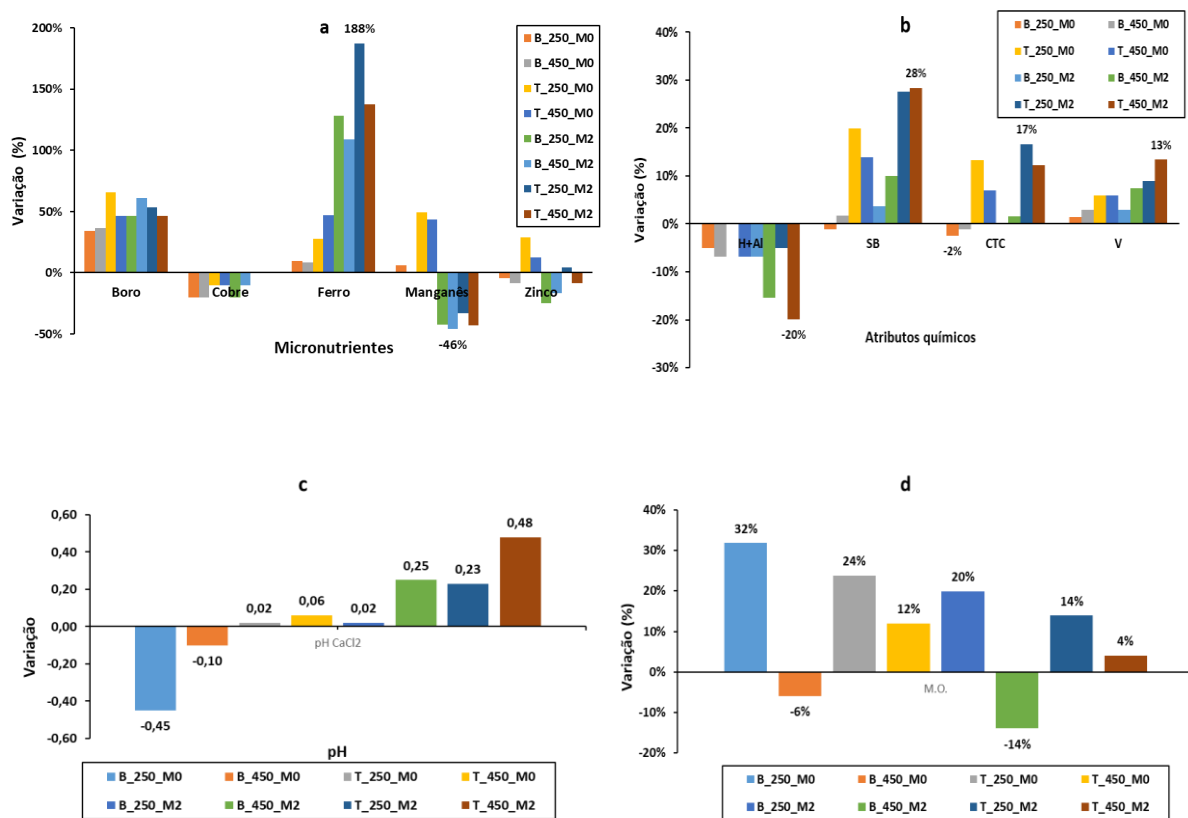 a
200%
150%
100%
50%
0%
-50%
Variação (%)
188%
-46%
Boro
Cobre
Ferro
Manganês
Zinco
Micronutrientes
B_250_M0
B_450_M0
T_250_M0
T_450_M0
B_250_M2
B_450_M2
T_250_M2
T_450_M2
b
40%
30%
20%
10%
0%
-10%
-20%
-30%
Variação (%)
28%
17%
13%
-2%
-20%
H+Al
SB
CTC
V
Atributos químicos
B_250_M0 B_450_M0
T_250_M0 T_450_M0
B_250_M2 B_450_M2
T_250_M2 T_450_M2
c
0,60
0,40
0,20
0,00
-0,20
-0,40
-0,60
Variação
-0,45
-0,10
0,02
0,06
0,02
0,25
0,23
0,48
pH CaCl2
pH
B_250_M0 B_450_M0 T_250_M0 T_450_M0
B_250_M2 B_450_M2 T_250_M2 T_450_M2
d
40%
30%
20%
10%
0%
-10%
-20%
Variação (%)
32%
-6%
24%
12%
20%
-14%
14%
4%
M.O.
B_250_M0 B_450_M0 T_250_M0 T_450_M0
B_250_M2 B_450_M2 T_250_M2 T_450_M2